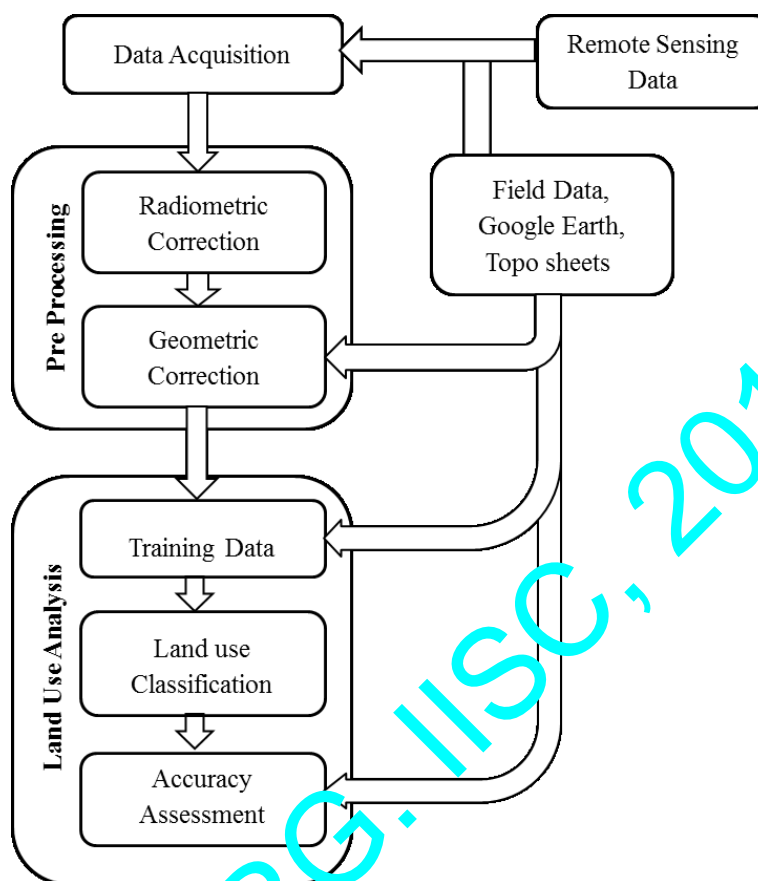 Data Acquisition
Remote Sensing
Data
Pre Processing
Radiometric
Correction
Field Data,
Google Earth,
Topo sheets
Geometric
Correction
Land Use Analysis
Training Data
Land use
Classification
Accuracy
Assessment
IISC,